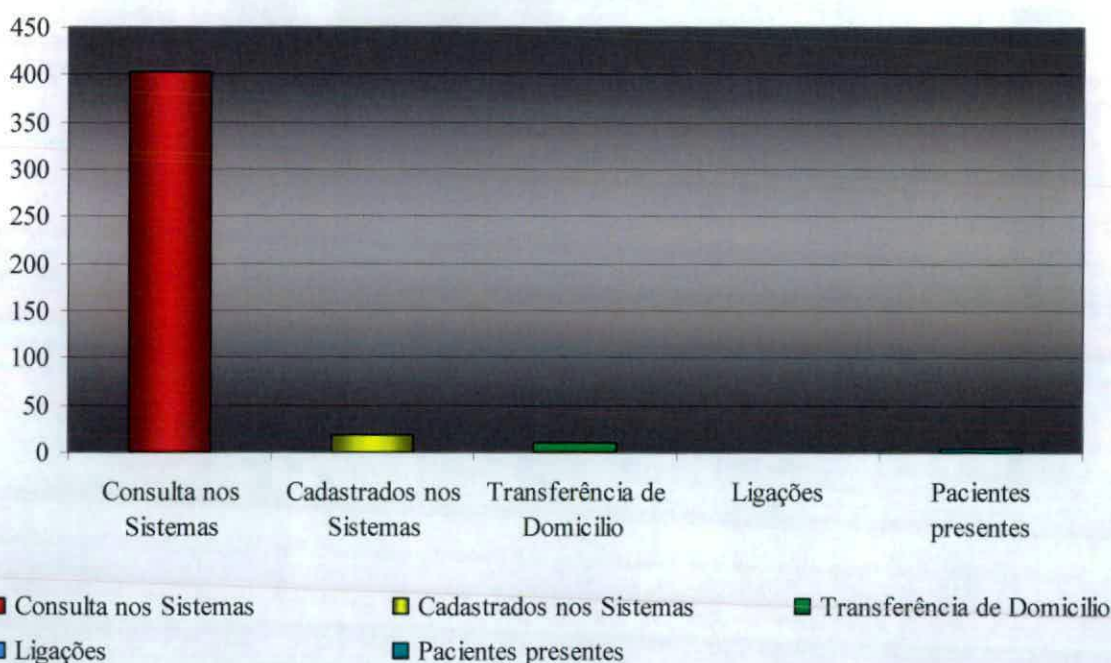 450
400
350
300
250
200
150
100
50
0
Consulta nos Sistemas
Cadastrados nos Sistemas
Transferência de Domicilio
Ligações
Pacientes presentes
Consulta nos Sistemas
Cadastrados nos Sistemas
Transferência de Domicilio
Ligações
Pacientes presentes